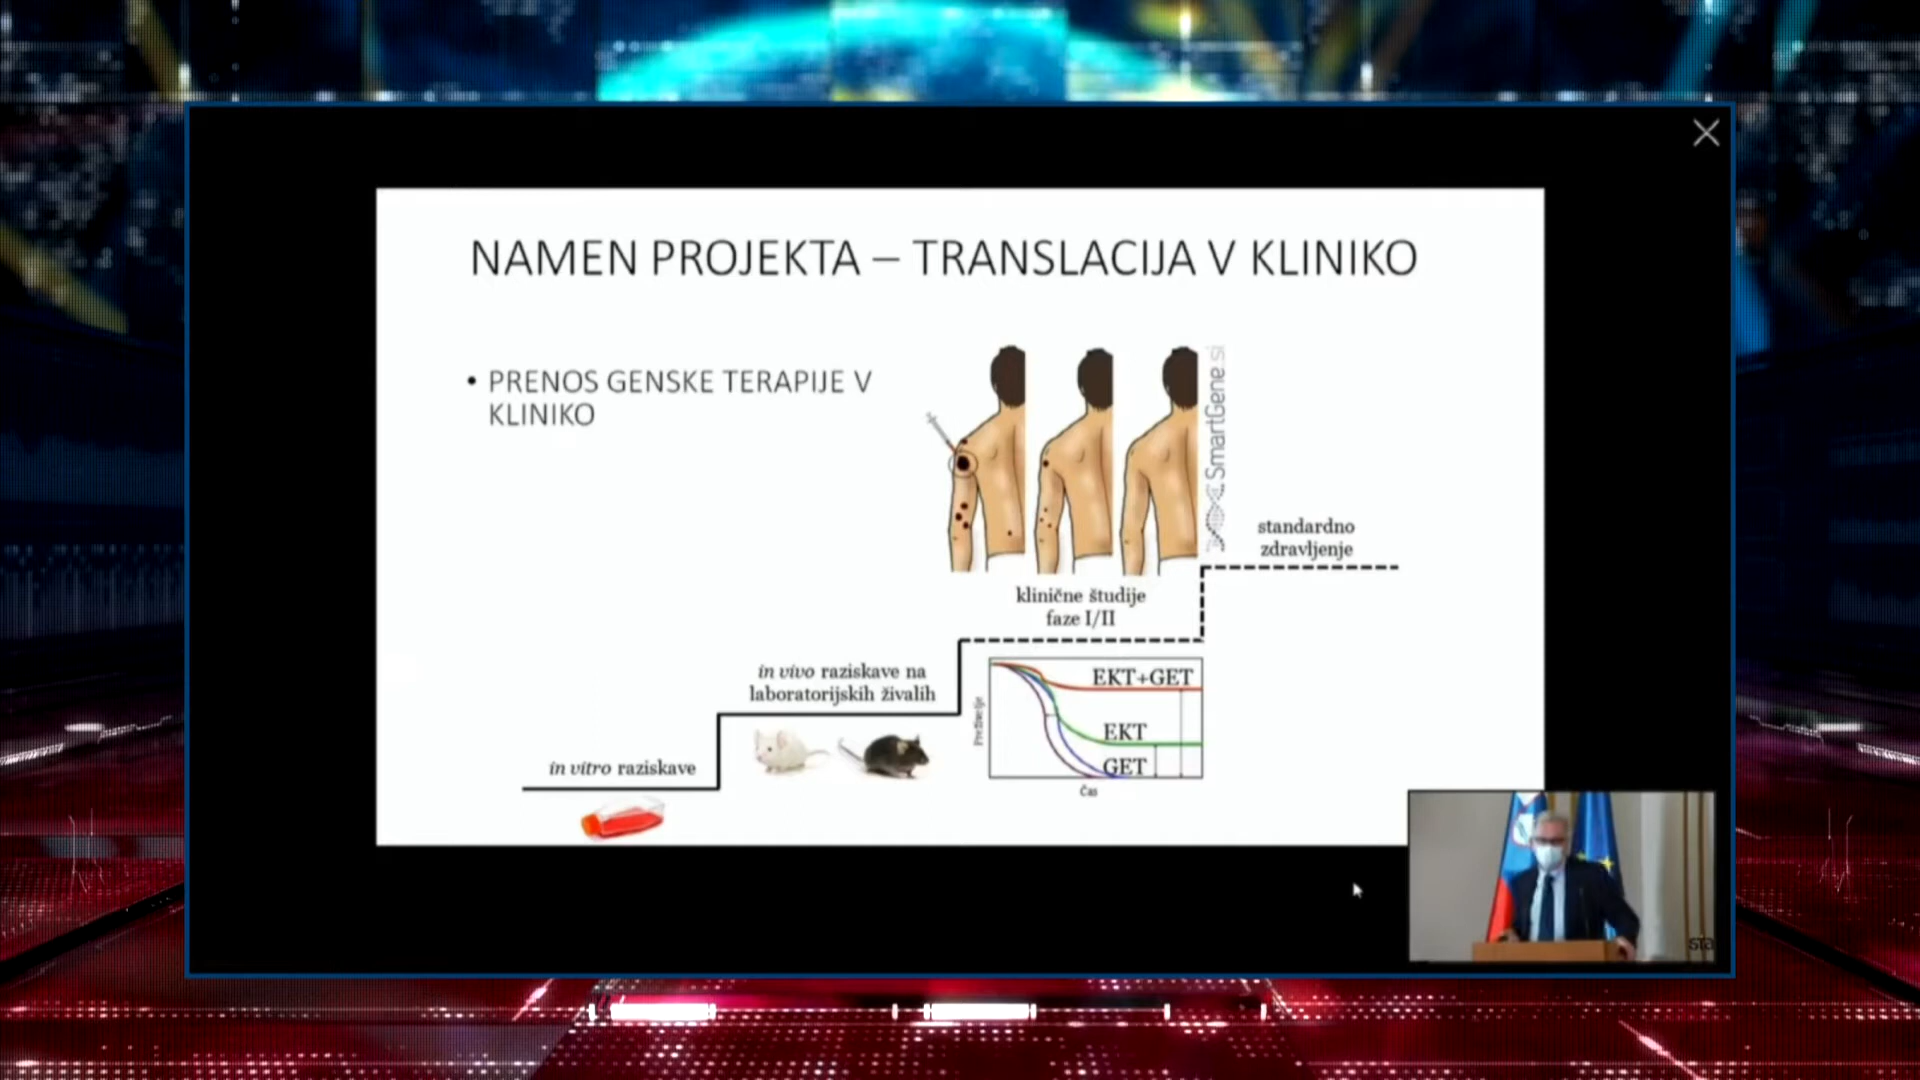 NAMEN PROJEKTA – TRANSLACIJA V KLINIKO
• PRENOS GENSKE TERAPIJE V
KLINIKO
SmartGene.si
standardno
zdravljenje
klinične študije
faze I/II
in vivo raziskave na
laboratorijskih živalih
in vitro raziskave
Preživetje
EKT+GET
EKT
GET
Čas
sta